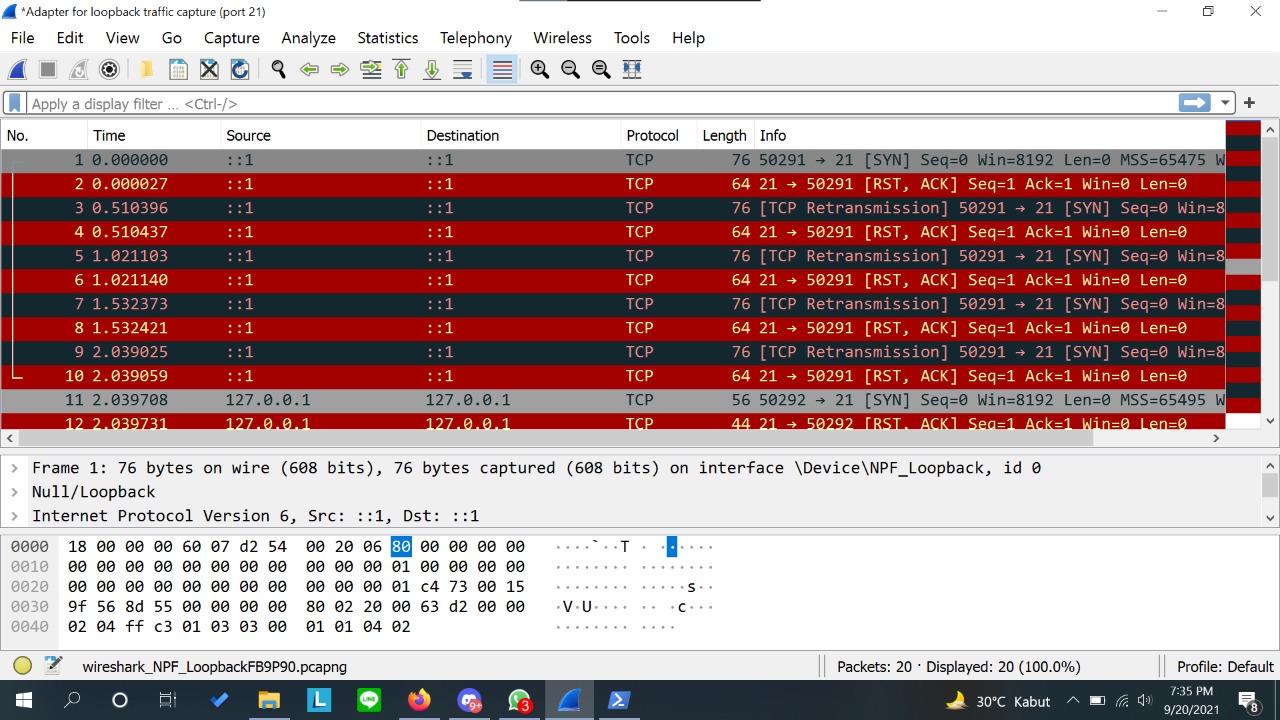 *Adapter for loopback traffic capture (port 21)
File Edit View Go Capture Analyze Statistics Telephony Wireless Tools Help
Apply a display filter ... <Ctrl-/>
No. Time Source Destination Protocol Length Info
1 0.000000 ::1 ::1 TCP 76 50291 → 21 [SYN] Seq=0 Win=8192 Len=0 MSS=65475 W
2 0.000027 ::1 ::1 TCP 64 21 → 50291 [RST, ACK] Seq=1 Ack=1 Win=0 Len=0
3 0.510396 ::1 ::1 TCP 76 [TCP Retransmission] 50291 → 21 [SYN] Seq=0 Win=8
4 0.510437 ::1 ::1 TCP 64 21 → 50291 [RST, ACK] Seq=1 Ack=1 Win=0 Len=0
5 1.021103 ::1 ::1 TCP 76 [TCP Retransmission] 50291 → 21 [SYN] Seq=0 Win=8
6 1.021140 ::1 ::1 TCP 64 21 → 50291 [RST, ACK] Seq=1 Ack=1 Win=0 Len=0
7 1.532373 ::1 ::1 TCP 76 [TCP Retransmission] 50291 → 21 [SYN] Seq=0 Win=8
8 1.532421 ::1 ::1 TCP 64 21 → 50291 [RST, ACK] Seq=1 Ack=1 Win=0 Len=0
9 2.039025 ::1 ::1 TCP 76 [TCP Retransmission] 50291 → 21 [SYN] Seq=0 Win=8
10 2.039059 ::1 ::1 TCP 64 21 → 50291 [RST, ACK] Seq=1 Ack=1 Win=0 Len=0
11 2.039708 127.0.0.1 127.0.0.1 TCP 56 50292 → 21 [SYN] Seq=0 Win=8192 Len=0 MSS=65495 W
12 2.039731 127.0.0.1 127.0.0.1 TCP 44 21 → 50292 [RST, ACK] Seq=1 Ack=1 Win=0 Len=0
Frame 1: 76 bytes on wire (608 bits), 76 bytes captured (608 bits) on interface \Device\NPF_Loopback, id 0
Null/Loopback
Internet Protocol Version 6, Src: ::1, Dst: ::1
0000 18 00 00 00 60 07 d2 54 00 20 06 80 00 00 00 00 ····`··T · ······
0010 00 00 00 00 00 00 00 00 00 00 00 01 00 00 00 00 ········ ········
0020 00 00 00 00 00 00 00 00 00 00 00 01 c4 73 00 15 ········ ·····s··
0030 9f 56 8d 55 00 00 00 00 80 02 20 00 63 d2 00 00 ·V·U···· ·· ·c···
0040 02 04 ff c3 01 03 03 00 01 01 04 02 ········ ····
wireshark_NPF_LoopbackFB9P90.pcapng Packets: 20 · Displayed: 20 (100.0%) Profile: Default
L LINE 9+ 3 30°C Kabut 7:35 PM
9/20/2021 8